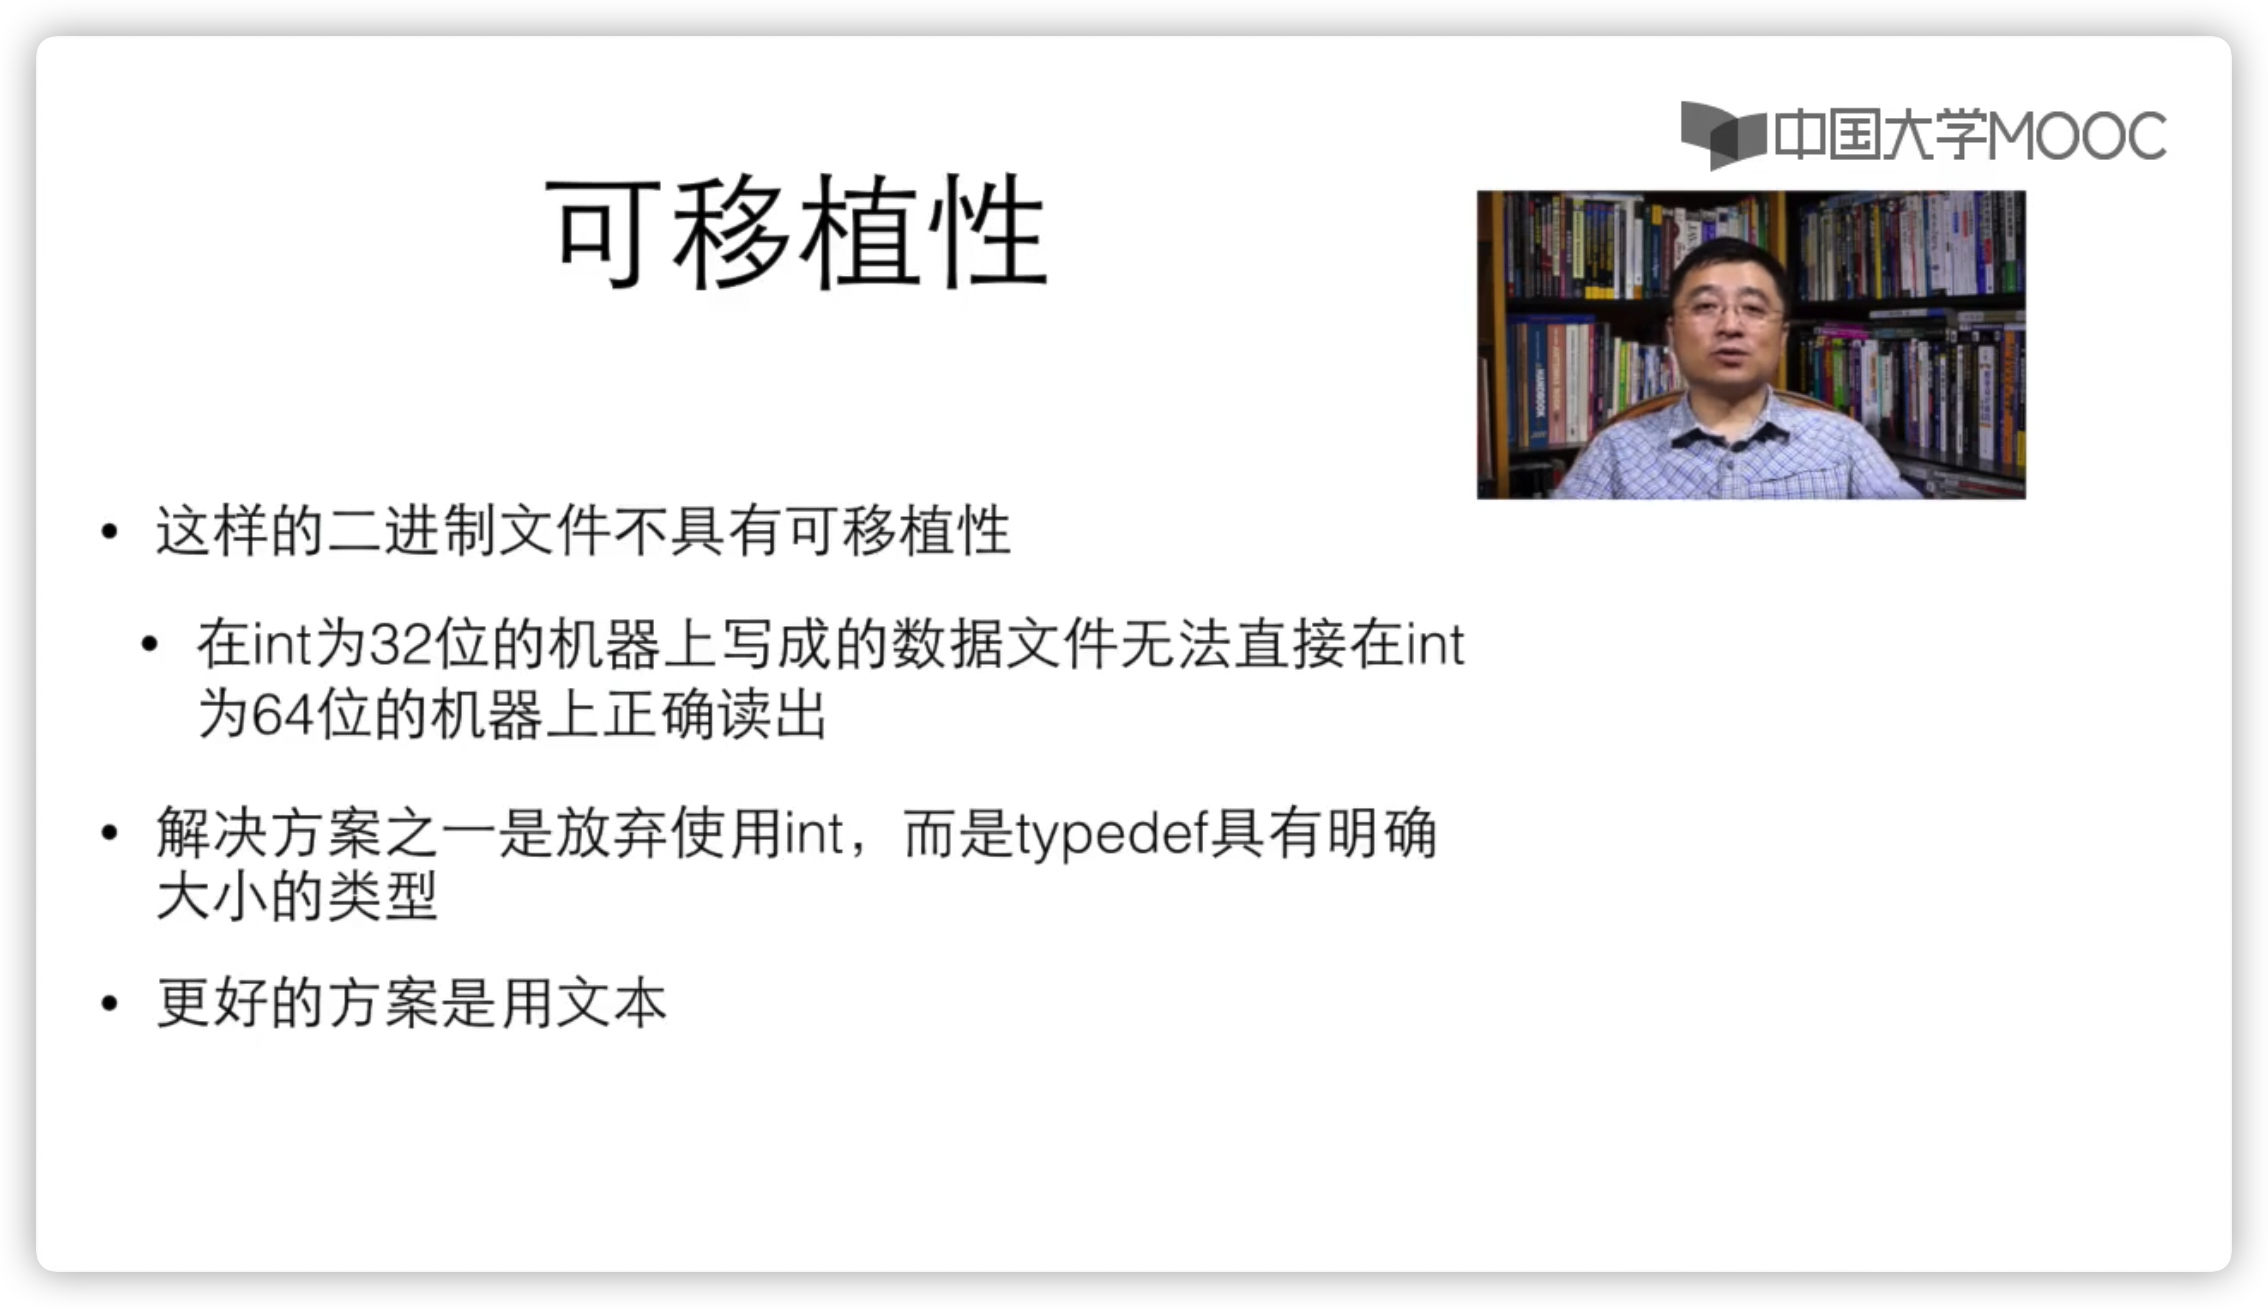 中国大学MOOC
可移植性
• 这样的二进制文件不具有可移植性
• 在int为32位的机器上写成的数据文件无法直接在int
为64位的机器上正确读出
• 解决方案之一是放弃使用int，而是typedef具有明确
大小的类型
• 更好的方案是用文本